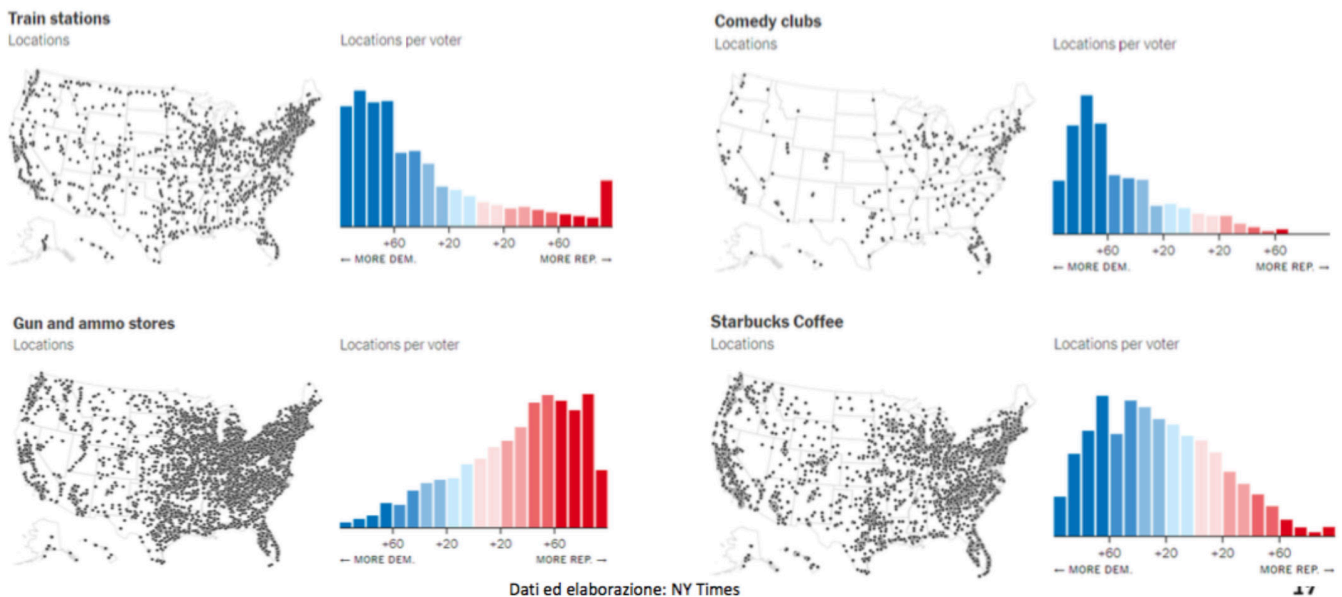 Train stations
Locations
Locations per voter
+60 +20 +20 +60
← MORE DEM. MORE REP. →
Comedy clubs
Locations
Locations per voter
+60 +20 +20 +60
← MORE DEM. MORE REP. →
Gun and ammo stores
Locations
Locations per voter
+60 +20 +20 +60
← MORE DEM. MORE REP. →
Starbucks Coffee
Locations
Locations per voter
+60 +20 +20 +60
← MORE DEM. MORE REP. →
Dati ed elaborazione: NY Times